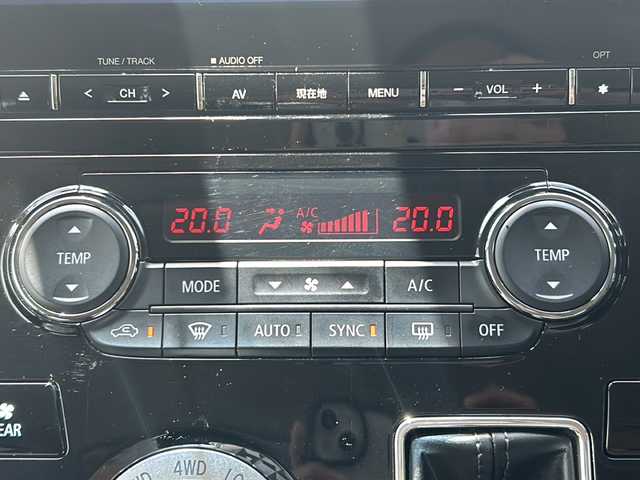 TUNE / TRACK
AUDIO OFF
OPT
CH
AV
現在地
MENU
VOL
20.0
A/C
20.0
TEMP
TEMP
MODE
A/C
AUTO
SYNC
OFF
EAR
4WD